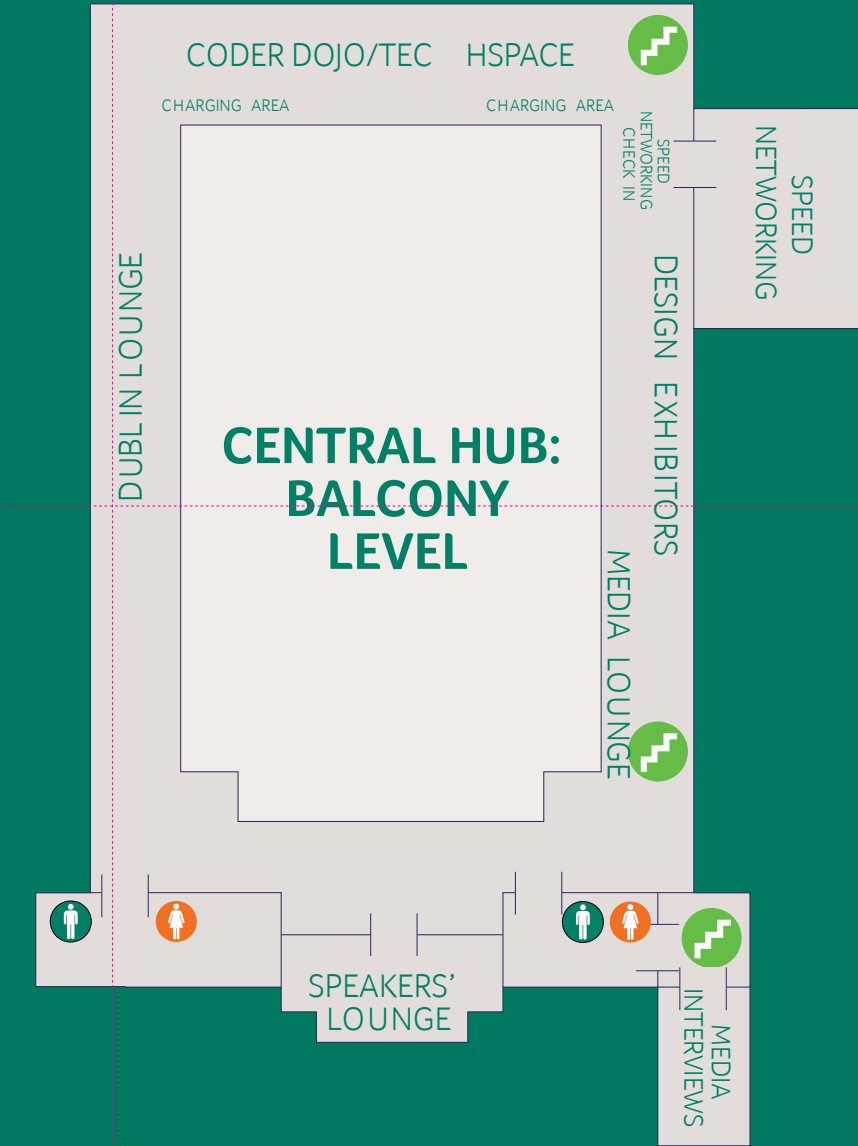 CODER DOJO/TEC HSPACE
CHARGING AREA
CHARGING AREA
SPEED
NETWORKING
CHECK IN
SPEED
NETWORKING
DUBLIN LOUNGE
DESIGN EXHIBITORS
CENTRAL HUB:
BALCONY
LEVEL
MEDIA LOUNGE
SPEAKERS’
LOUNGE
MEDIA
INTERVIEWS